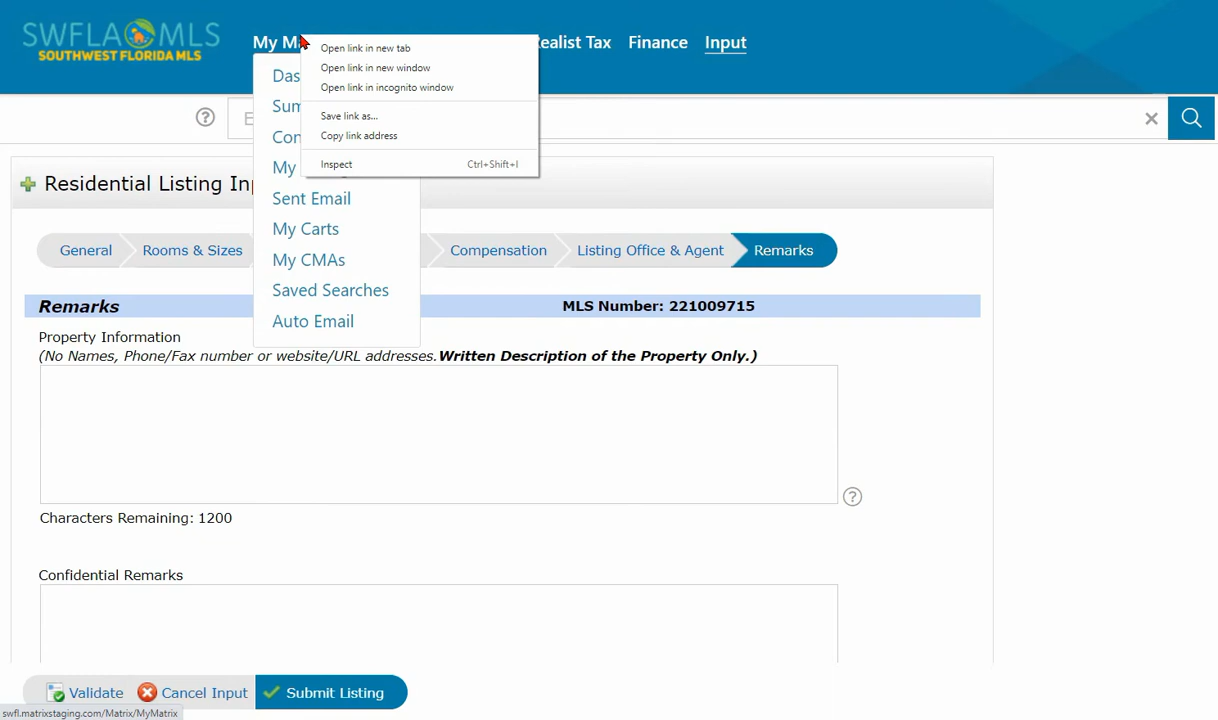 SWFLA MLS
SOUTHWEST FLORIDA MLS
My M
Realist Tax
Finance
Input
Open link in new tab
Open link in new window
Open link in incognito window
Save link as...
Copy link address
Inspect Ctrl+Shift+I
Das
Sum
Con
My
Sent Email
My Carts
My CMAs
Saved Searches
Auto Email
Residential Listing Inp
General
Rooms & Sizes
Compensation
Listing Office & Agent
Remarks
Remarks MLS Number: 221009715
Property Information
(No Names, Phone/Fax number or website/URL addresses.Written Description of the Property Only.)
Characters Remaining: 1200
Confidential Remarks
Validate
Cancel Input
Submit Listing
swfl.matrixstaging.com/Matrix/MyMatrix